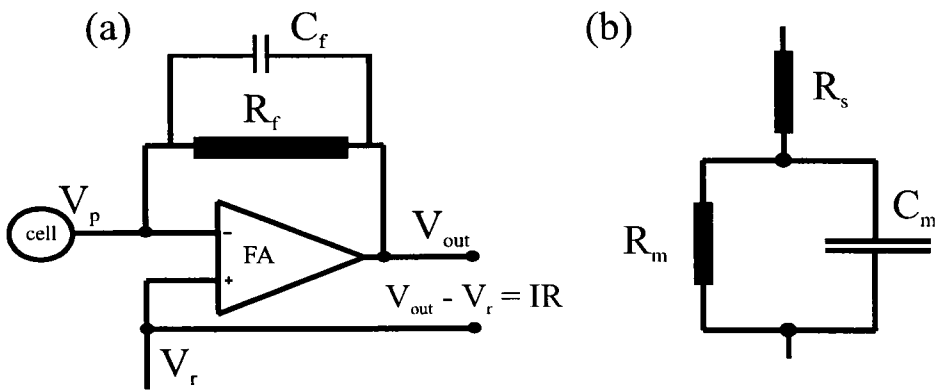 (a)
C_f
R_f
V_p
cell
-
FA
+
V_out
V_out - V_r = IR
V_r
(b)
R_s
R_m
C_m